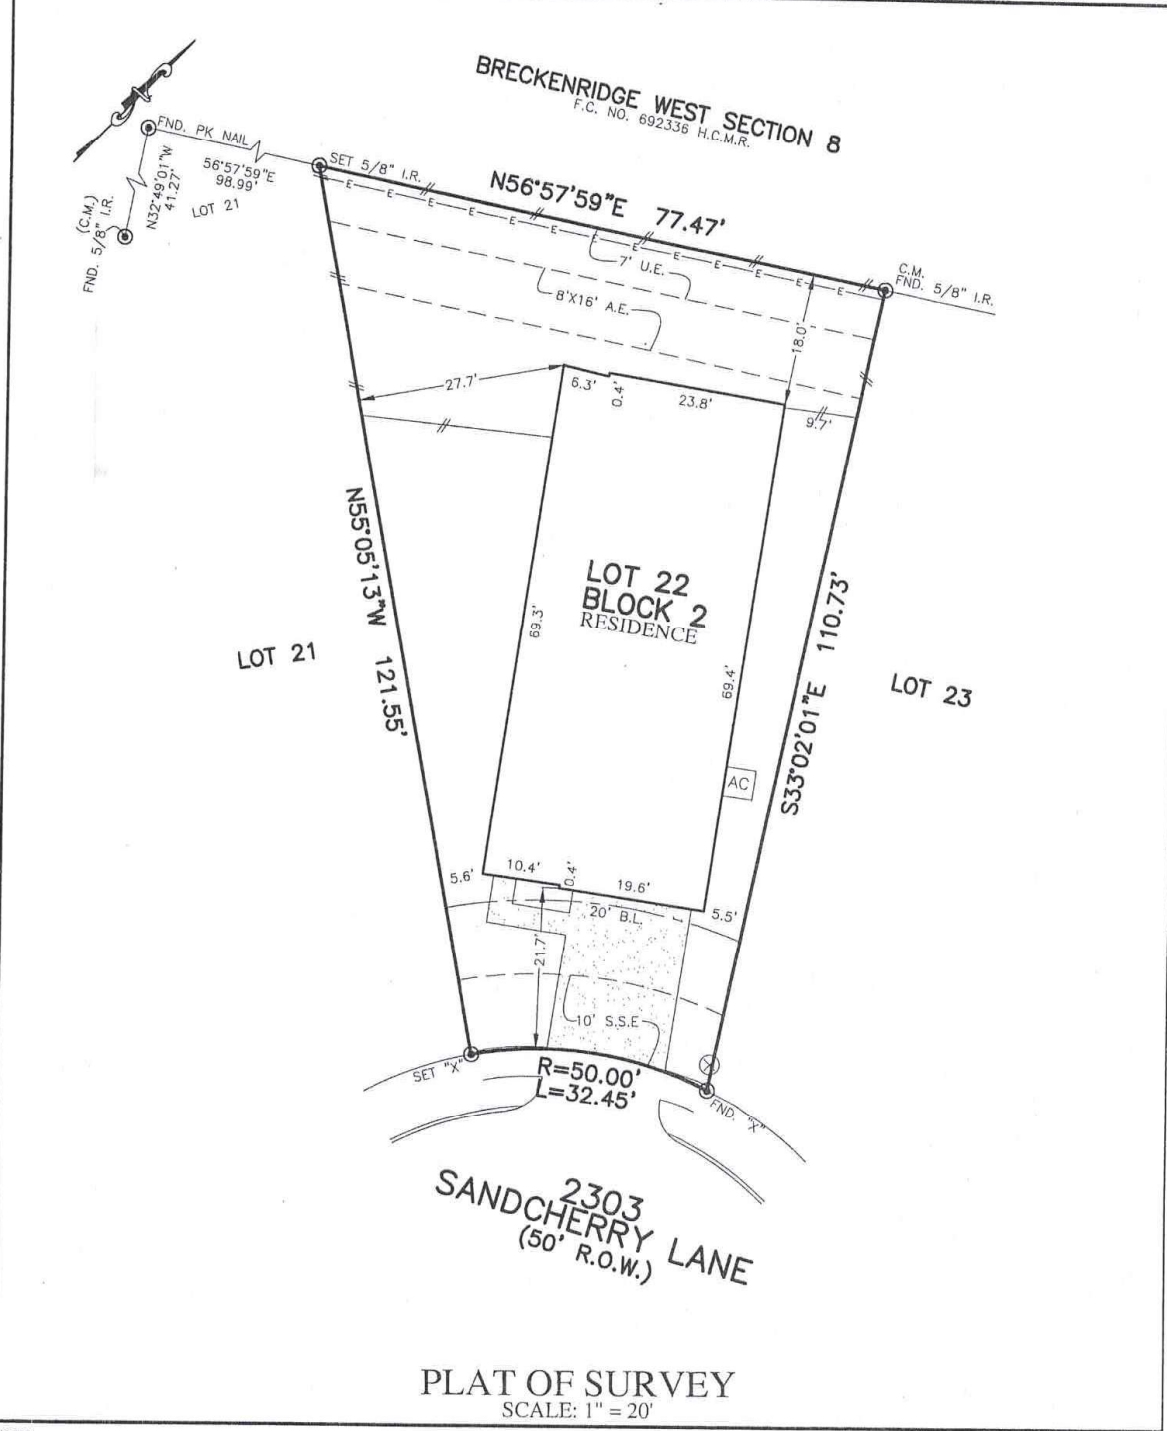 BRECKENRIDGE WEST SECTION 8
F.C. NO. 692336 H.C.M.R.
FND. PK NAIL
SET 5/8" I.R.
56°57'59"E
98.99'
LOT 21
N32°49'01"W
41.27'
(C.M.)
FND. 5/8" I.R.
N56°57'59"E 77.47'
E E E E E E E E E E E E E
C.M.
FND. 5/8" I.R.
7' U.E.
8'X16' A.E.
18.0'
27.7'
6.3'
0.4'
23.8'
9.7'
N55°05'13"W 121.55'
LOT 22
BLOCK 2
RESIDENCE
69.3'
69.4'
S33°02'01"E 110.73'
LOT 21
LOT 23
AC
5.6'
10.4'
0.4'
19.6'
5.5'
20' B.L.
21.7'
10' S.S.E
SET "X"
R=50.00'
L=32.45'
FND. "X"
2303
SANDCHERRY LANE
(50' R.O.W.)
PLAT OF SURVEY
SCALE: 1" = 20'